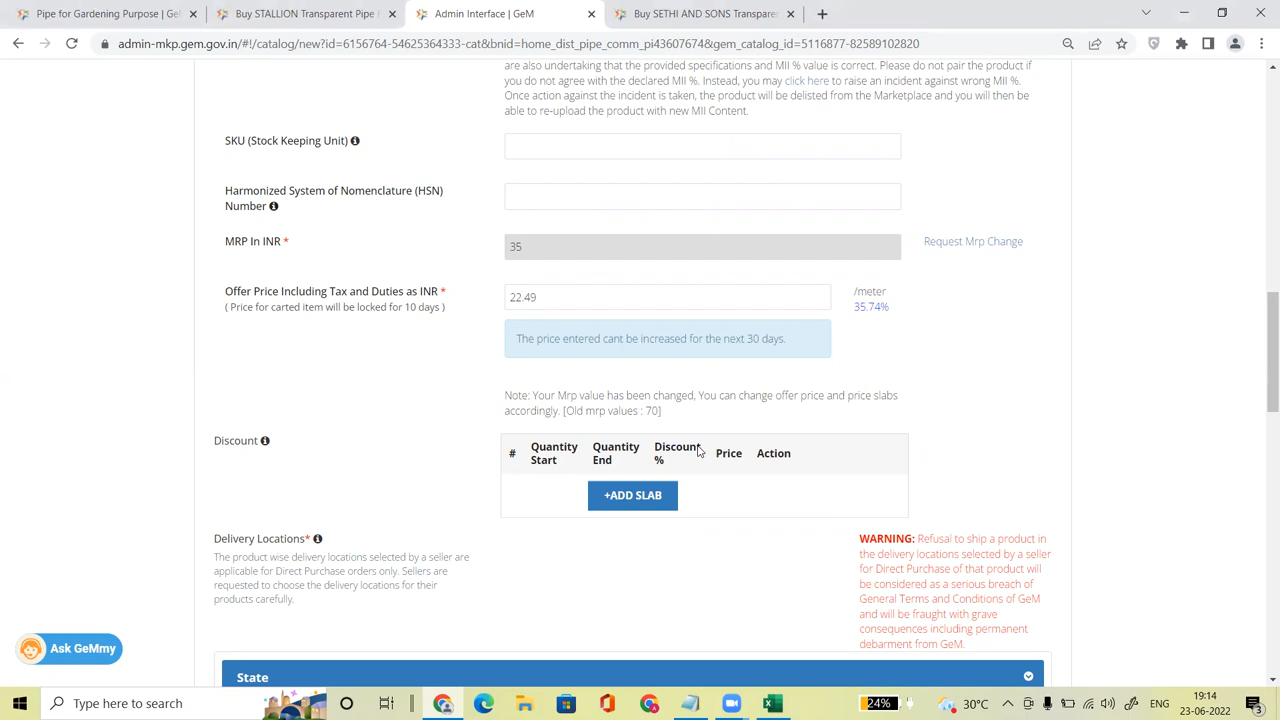 Pipe for Gardening Purpose | Ge
Buy STALLION Transparent Pipe
Admin Interface | GeM
Buy SETHI AND SONS Transpare
admin-mkp.gem.gov.in/#!/catalog/new?id=6156764-54625364333-cat&bnid=home_dist_pipe_comm_pi43607674&gem_catalog_id=5116877-82589102820
are also undertaking that the provided specifications and MII % value is correct. Please do not pair the product if
you do not agree with the declared MII %. Instead, you may click here to raise an incident against wrong MII %.
Once action against the incident is taken, the product will be delisted from the Marketplace and you will then be
able to re-upload the product with new MII Content.
SKU (Stock Keeping Unit)
Harmonized System of Nomenclature (HSN)
Number
MRP In INR *
35
Request Mrp Change
Offer Price Including Tax and Duties as INR *
( Price for carted item will be locked for 10 days )
22.49
/meter
35.74%
The price entered cant be increased for the next 30 days.
Note: Your Mrp value has been changed, You can change offer price and price slabs
accordingly. [Old mrp values : 70]
Discount
# Quantity Start Quantity End Discount % Price Action
+ADD SLAB
Delivery Locations*
The product wise delivery locations selected by a seller are
applicable for Direct Purchase orders only. Sellers are
requested to choose the delivery locations for their
products carefully.
WARNING: Refusal to ship a product in
the delivery locations selected by a seller
for Direct Purchase of that product will
be considered as a serious breach of
General Terms and Conditions of GeM
and will be fraught with grave
consequences including permanent
debarment from GeM.
Ask GeMmy
State
Type here to search
24%
30°C
ENG
19:14
23-06-2022
3